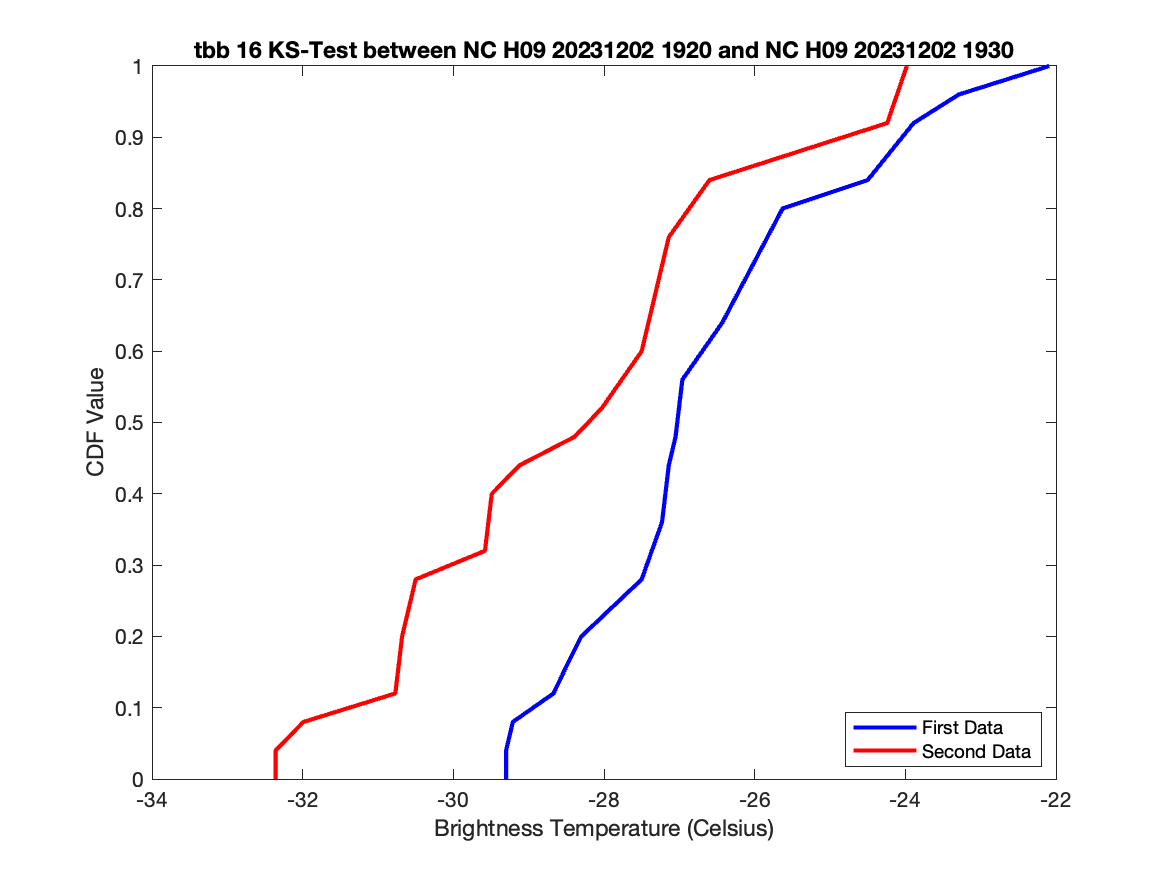 tbb 16 KS-Test between NC H09 20231202 1920 and NC H09 20231202 1930
1
0.9
0.8
0.7
0.6
0.5
0.4
0.3
0.2
0.1
0
CDF Value
First Data
Second Data
-34 -32 -30 -28 -26 -24 -22
Brightness Temperature (Celsius)